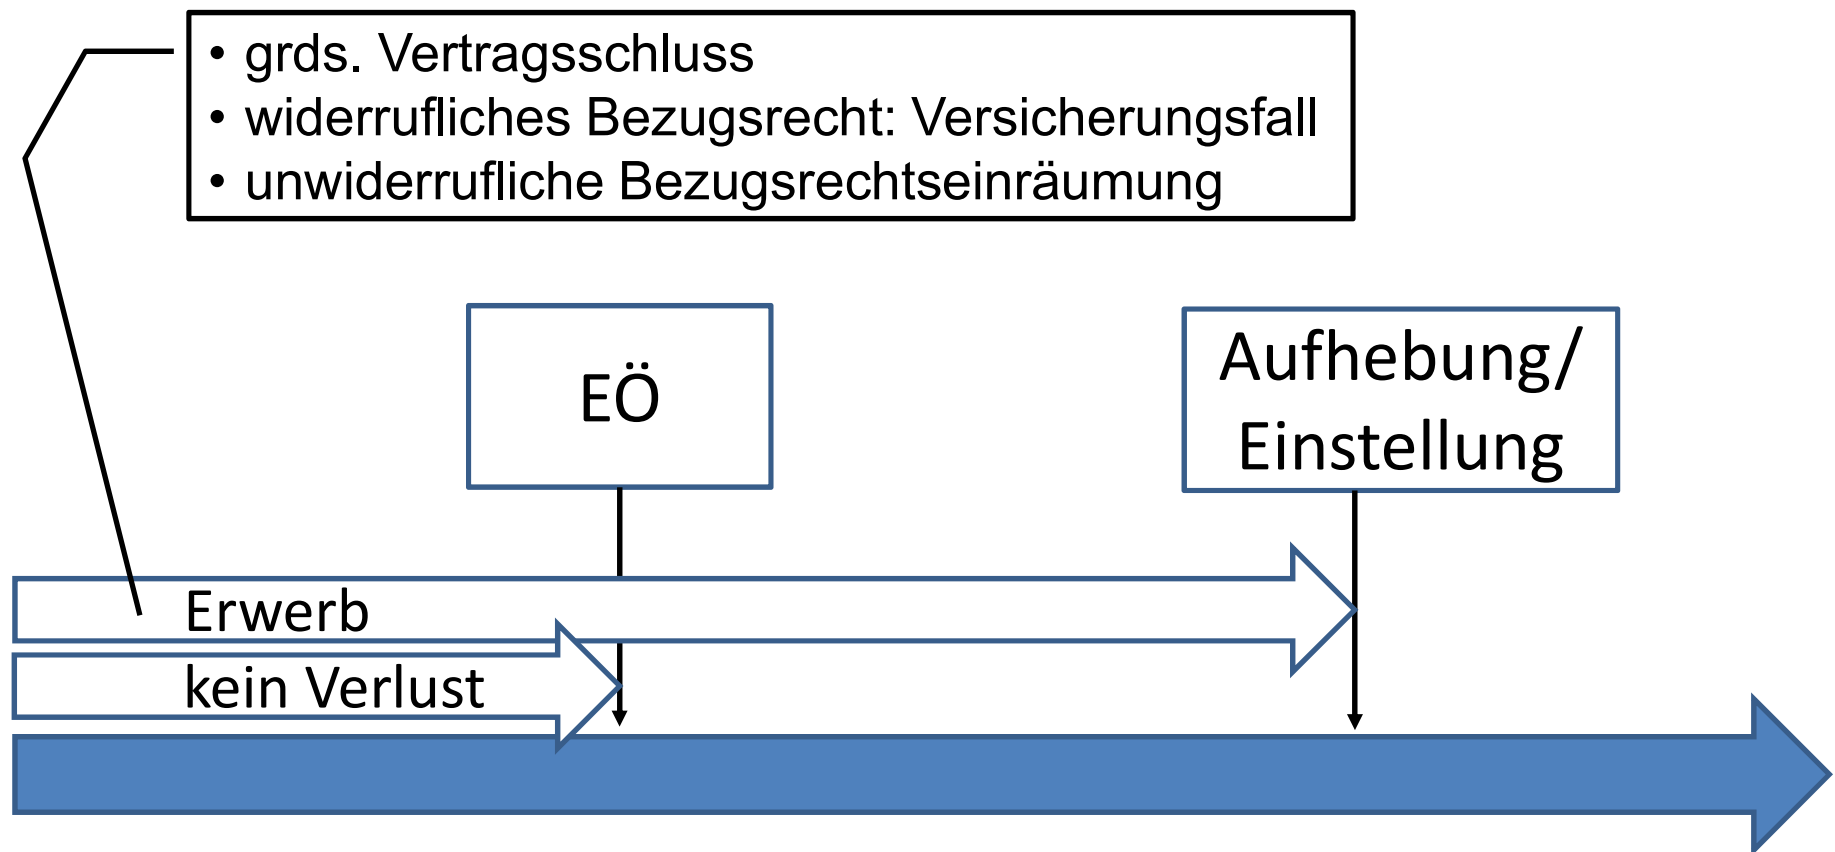 • grds. Vertragsschluss
• widerrufliches Bezugsrecht: Versicherungsfall
• unwiderrufliche Bezugsrechtseinräumung
EÖ
Aufhebung/
Einstellung
Erwerb
kein Verlust